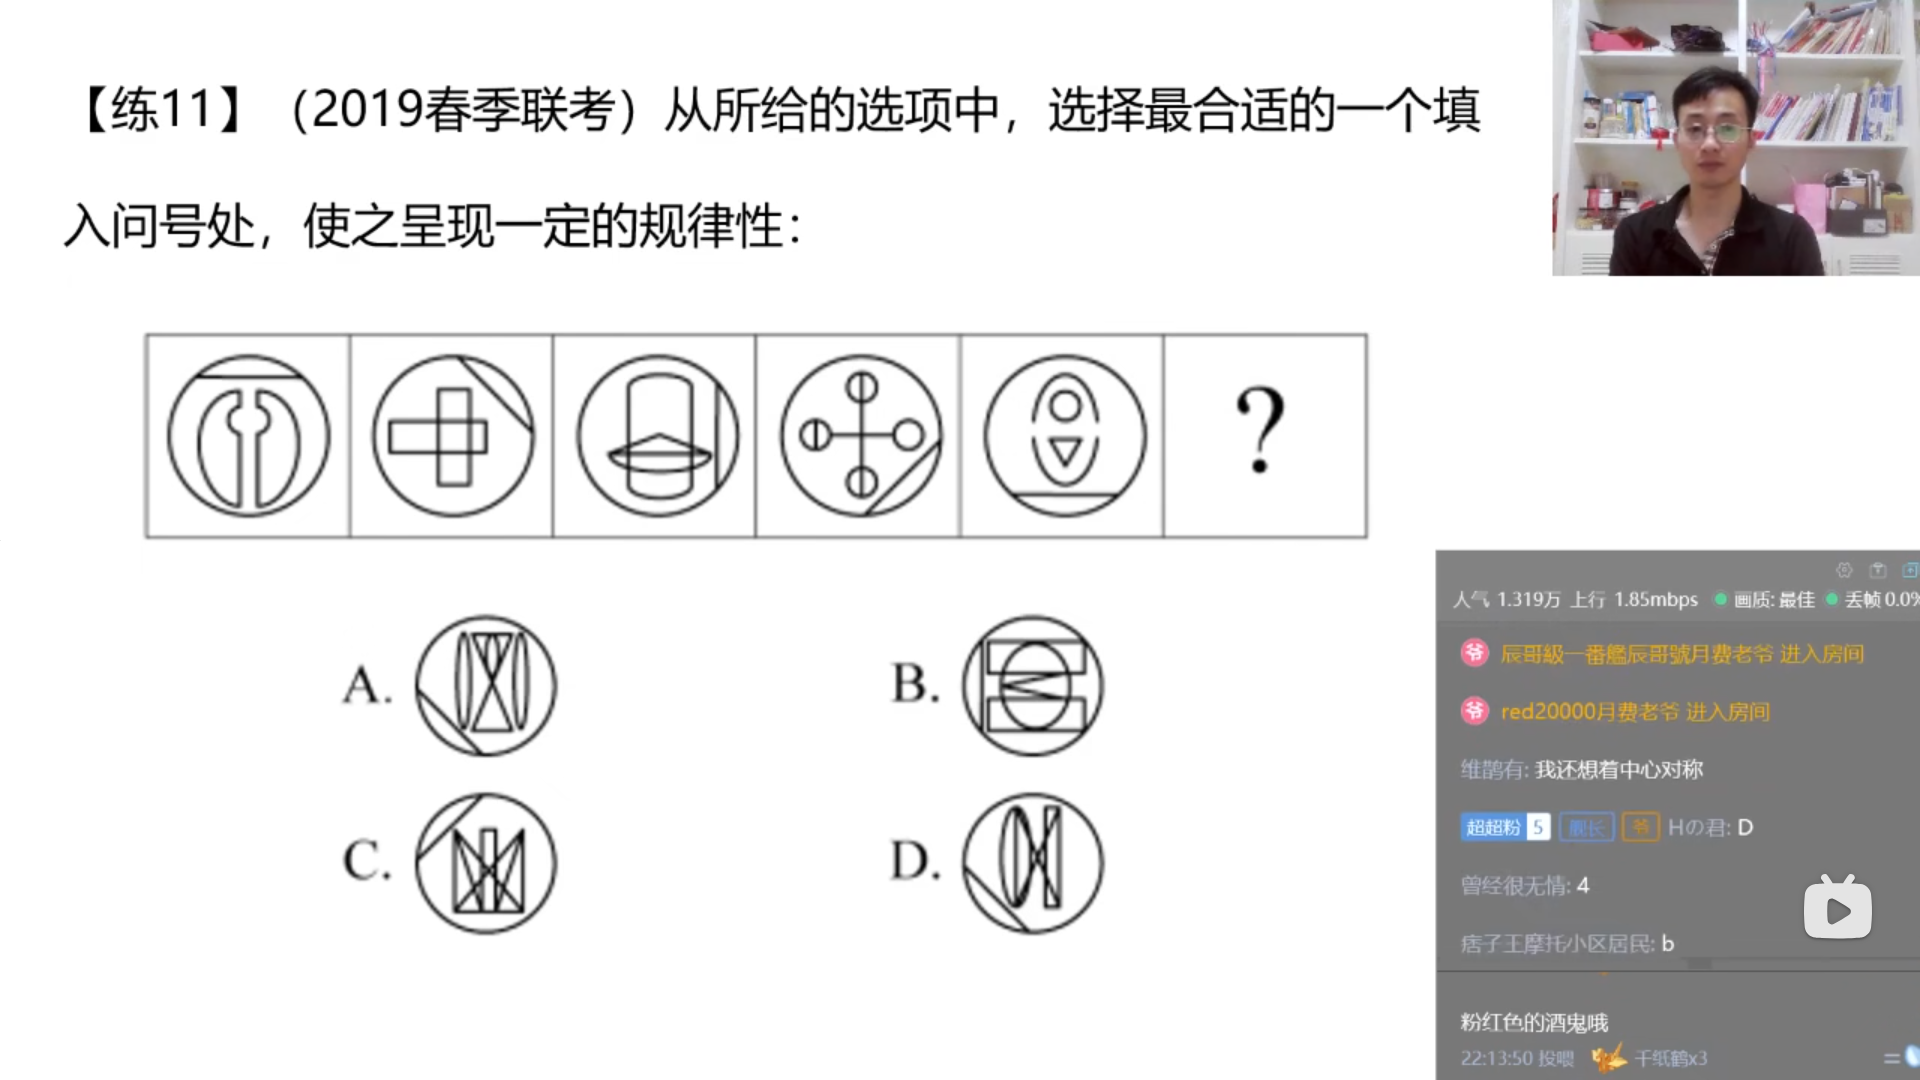 【练11】（2019春季联考）从所给的选项中，选择最合适的一个填
入问号处，使之呈现一定的规律性：
?
A.
B.
C.
D.
人气 1.319万 上行 1.85mbps 画质: 最佳 丢帧 0.0%
爷 辰哥級一番艦辰哥號月费老爷 进入房间
爷 red20000月费老爷 进入房间
维鹊有: 我还想着中心对称
超超粉 5 舰长 爷 Hの君: D
曾经很无情: 4
痞子王摩托小区居民: b
粉红色的酒鬼哦
22:13:50 投喂 千纸鹤x3